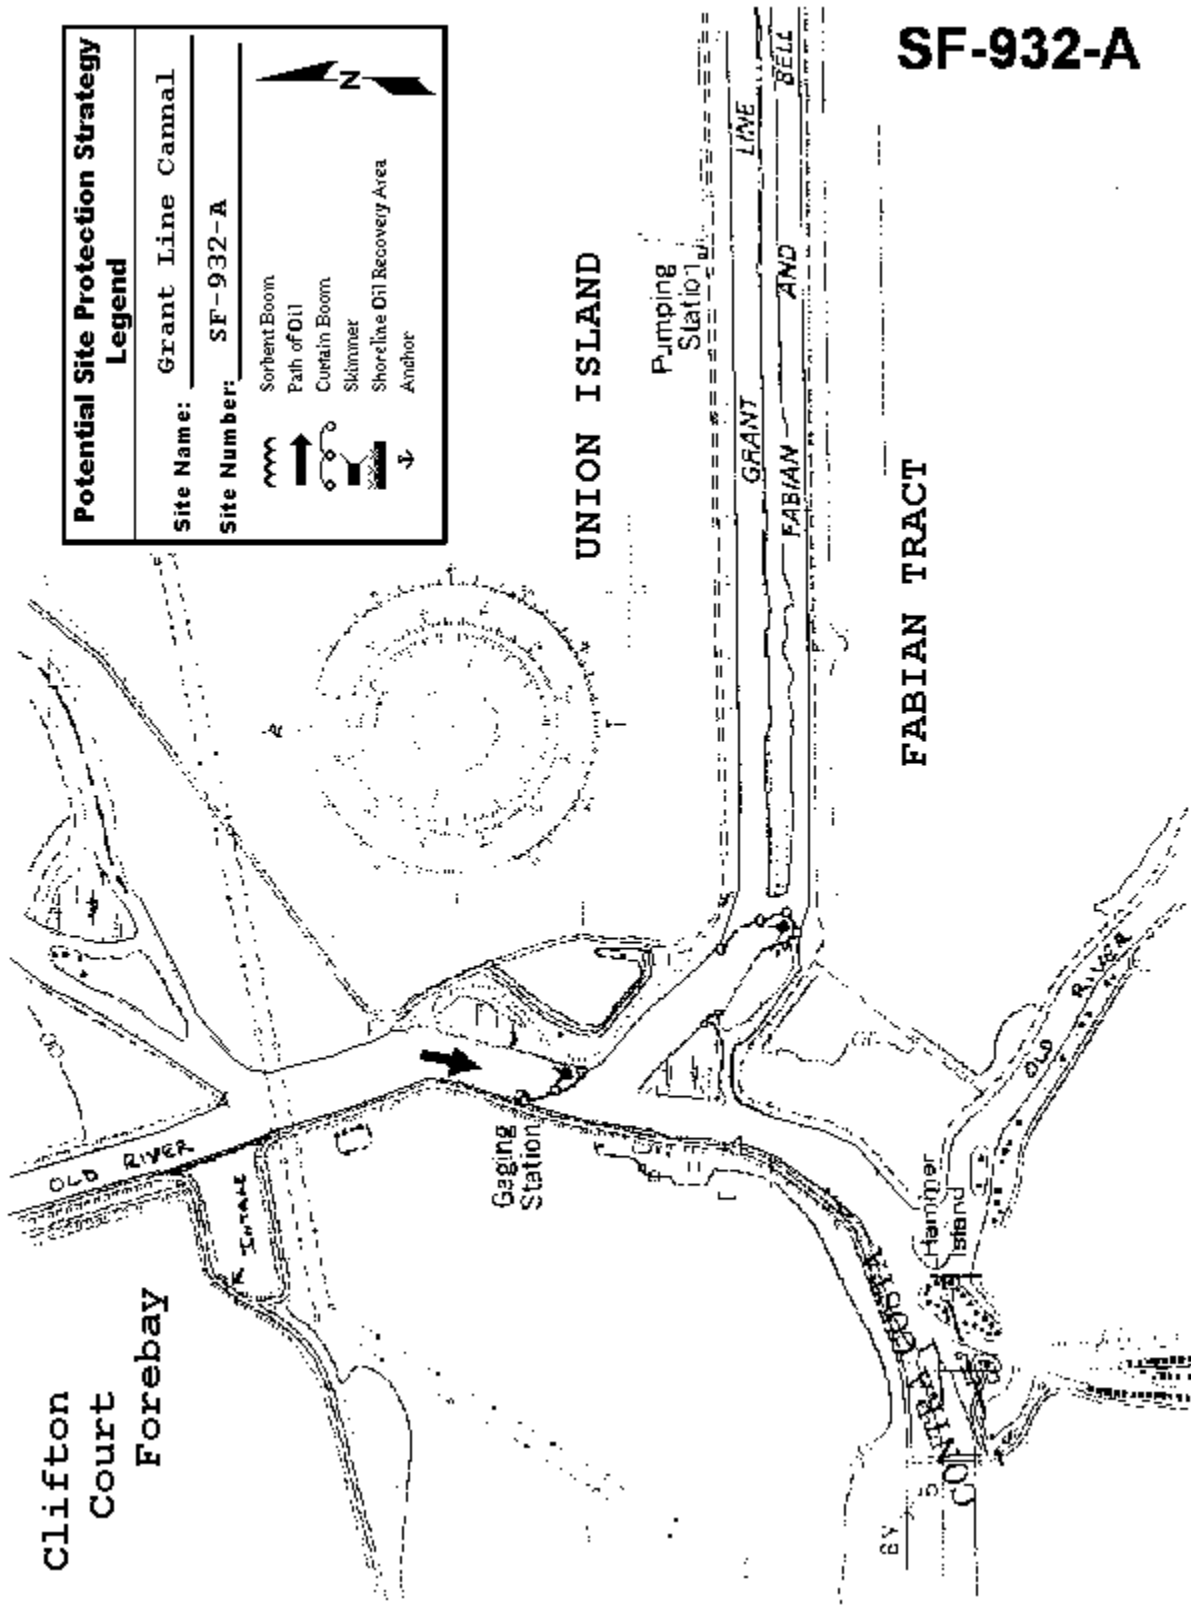 SF-932-A
Potential Site Protection Strategy
Legend
Site Name: Grant Line Cannal
Site Number: SF-932-A
N
Sorbent Boom
Path of Oil
Curtain Boom
Skimmer
Shoreline Oil Recovery Area
Anchor
Clifton
Court
Forebay
OLD RIVER
INTAKE
Gaging
Station
UNION ISLAND
Pumping
Station
GRANT LINE
FABIAN AND BELL
FABIAN TRACT
OLD RIVER
Hammer
Island
CONTRA COSTA